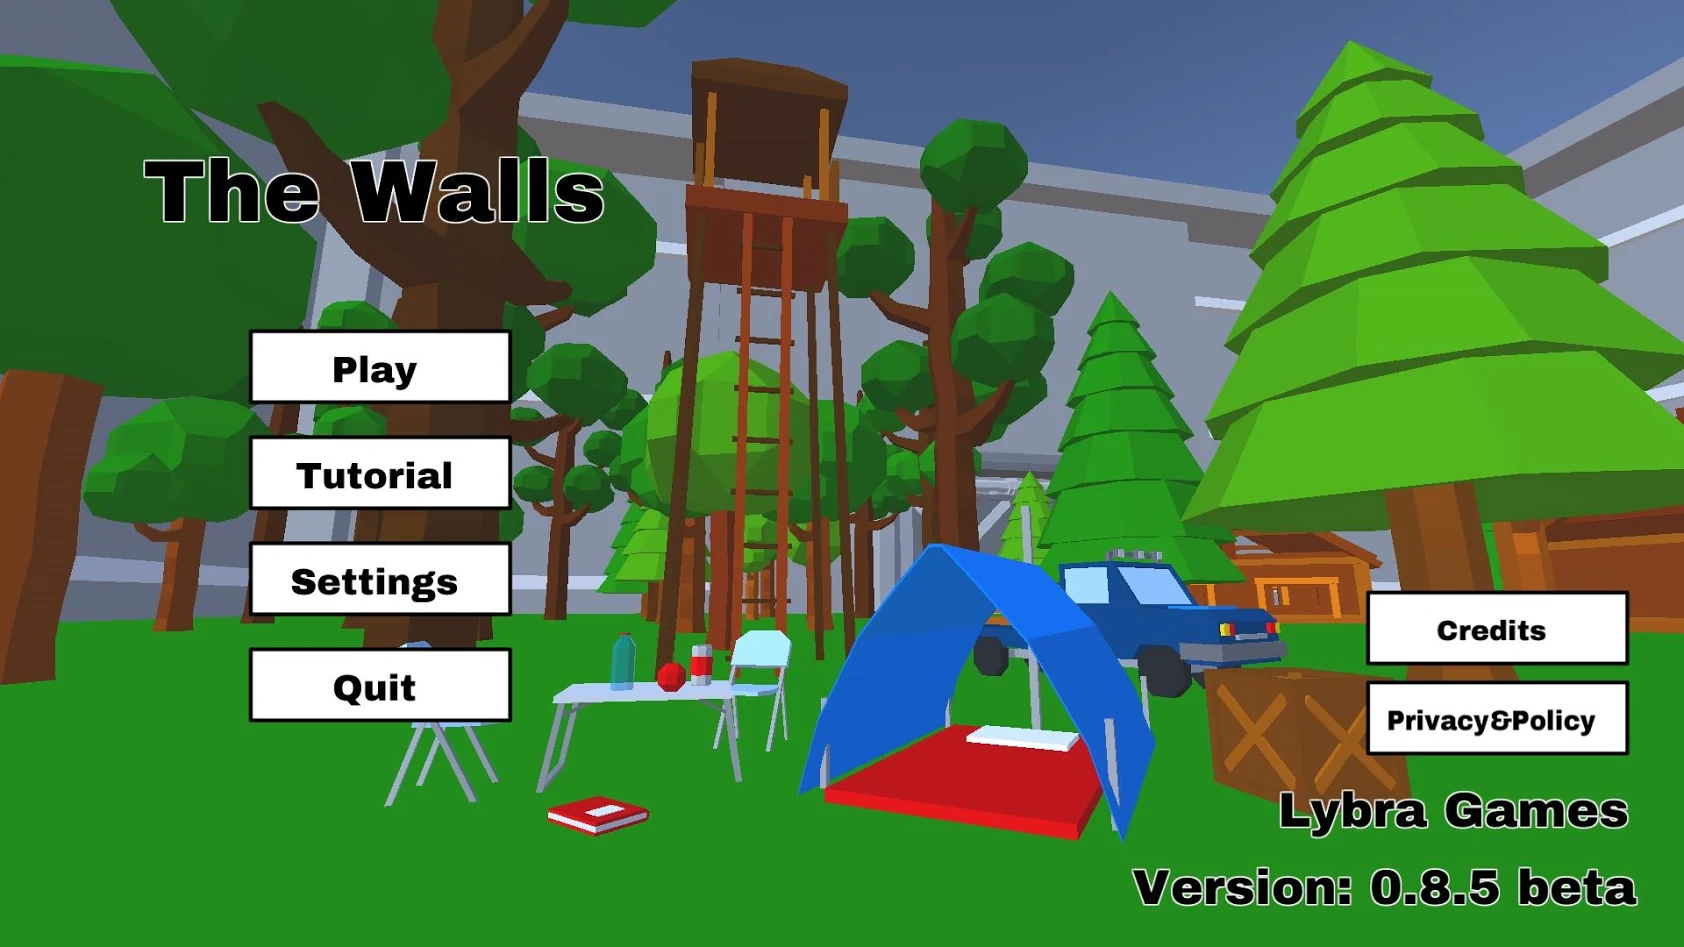 The Walls
Play
Tutorial
Settings
Quit
Credits
Privacy&Policy
Lybra Games
Version: 0.8.5 beta